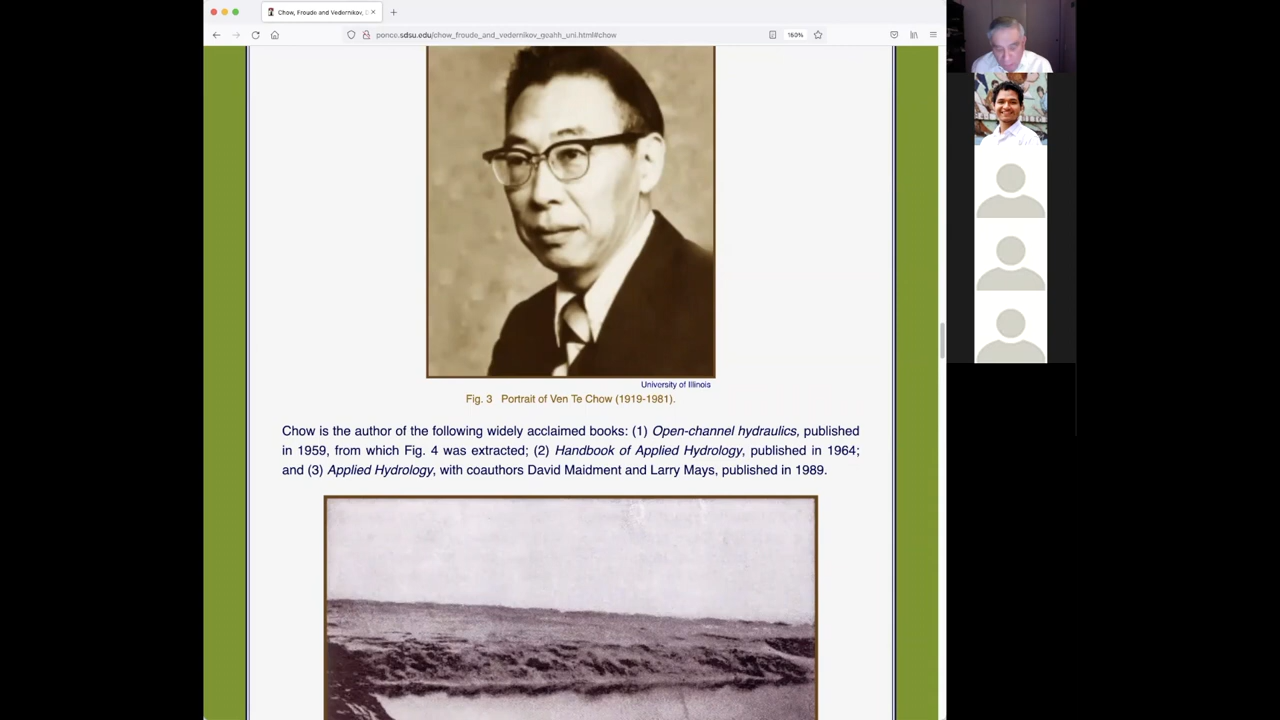 Chow, Froude and Vedernikov, :
ponce.sdsu.edu/chow_froude_and_vedernikov_goahh_uni.html#chow
160%
University of Illinois
Fig. 3 Portrait of Ven Te Chow (1919-1981).
Chow is the author of the following widely acclaimed books: (1) Open-channel hydraulics, published
in 1959, from which Fig. 4 was extracted; (2) Handbook of Applied Hydrology, published in 1964;
and (3) Applied Hydrology, with coauthors David Maidment and Larry Mays, published in 1989.